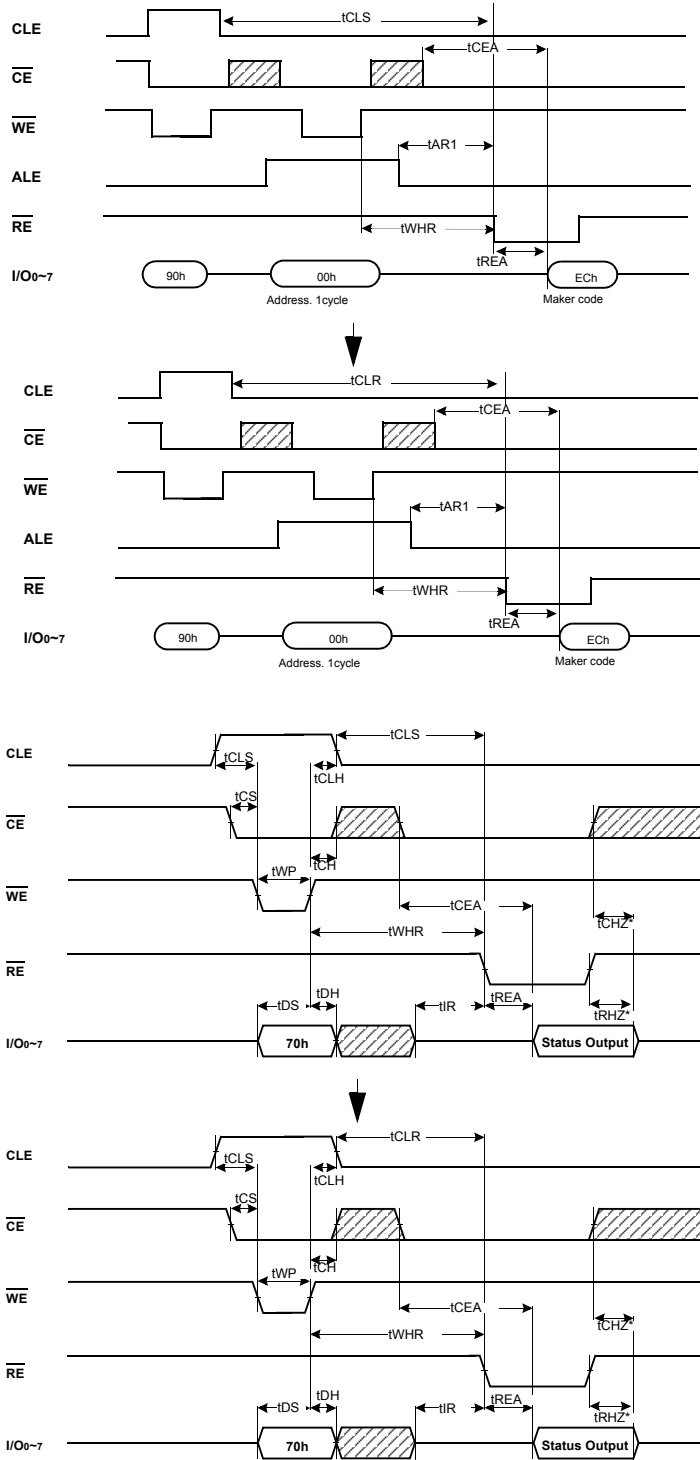 CLE
tCLS
tCEA
CE
WE
tAR1
ALE
RE
tWHR
tREA
I/O0~7
90h
00h
ECh
Address. 1cycle
Maker code
CLE
tCLR
tCEA
CE
WE
tAR1
ALE
RE
tWHR
tREA
I/O0~7
90h
00h
ECh
Address. 1cycle
Maker code
CLE
tCLS
tCLS
tCLH
tCS
CE
tCH
tWP
WE
tCEA
tCHZ*
tWHR
RE
tDS
tDH
tIR
tREA
tRHZ*
I/O0~7
70h
Status Output
CLE
tCLR
tCLS
tCLH
tCS
CE
tCH
tWP
WE
tCEA
tCHZ*
tWHR
RE
tDS
tDH
tIR
tREA
tRHZ*
I/O0~7
70h
Status Output